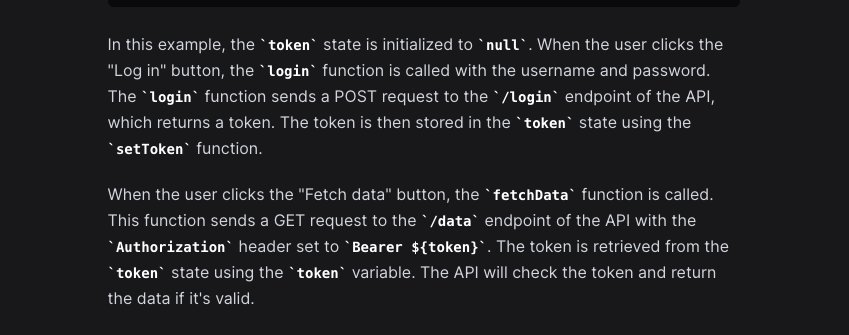 In this example, the `token` state is initialized to `null`. When the user clicks the
"Log in" button, the `login` function is called with the username and password.
The `login` function sends a POST request to the `/login` endpoint of the API,
which returns a token. The token is then stored in the `token` state using the
`setToken` function.
When the user clicks the "Fetch data" button, the `fetchData` function is called.
This function sends a GET request to the `/data` endpoint of the API with the
`Authorization` header set to `Bearer ${token}`. The token is retrieved from the
`token` state using the `token` variable. The API will check the token and return
the data if it's valid.